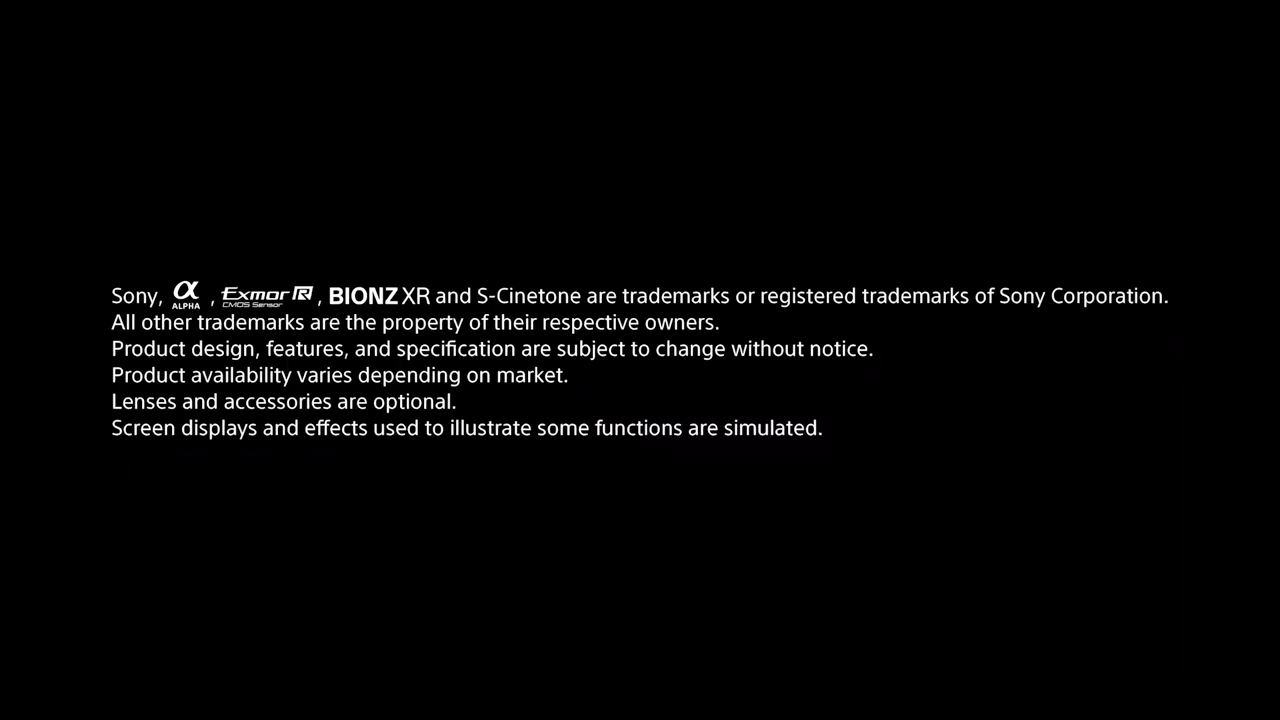 Sony, α ALPHA, Exmor R CMOS Sensor, BIONZ XR and S-Cinetone are trademarks or registered trademarks of Sony Corporation.
All other trademarks are the property of their respective owners.
Product design, features, and specification are subject to change without notice.
Product availability varies depending on market.
Lenses and accessories are optional.
Screen displays and effects used to illustrate some functions are simulated.